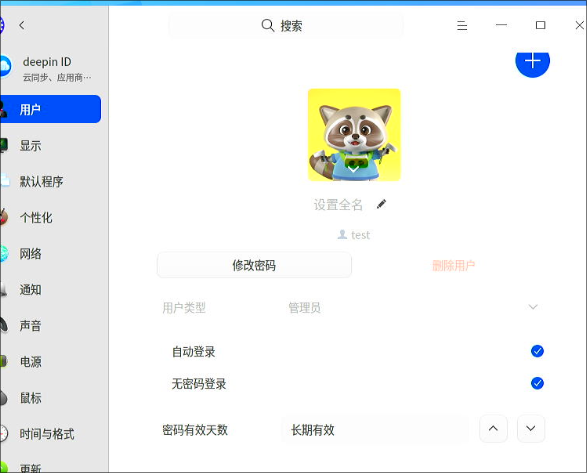 搜索
deepin ID
云同步、应用商…
用户
显示
默认程序
个性化
网络
通知
声音
电源
鼠标
时间与格式
更新
设置全名
test
修改密码
删除用户
用户类型
管理员
自动登录
无密码登录
密码有效天数
长期有效